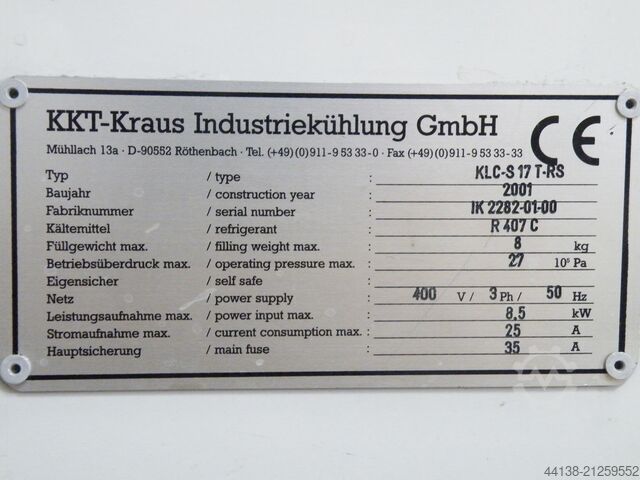 KKT-Kraus Industriekühlung GmbH CE
Mühllach 13a · D-90552 Röthenbach · Tel. (+49)(0)911-9 53 33-0 · Fax (+49)(0)911-9 53 33-33
Typ / type : KLC-S 17 T-RS
Baujahr / construction year : 2001
Fabriknummer / serial number : IK 2282-01-00
Kältemittel / refrigerant : R 407 C
Füllgewicht max. / filling weight max. : 8 kg
Betriebsüberdruck max. / operating pressure max. : 27 10⁵ Pa
Eigensicher / self safe :
Netz / power supply : 400 V / 3 Ph / 50 Hz
Leistungsaufnahme max. / power input max. : 8.5 kW
Stromaufnahme max. / current consumption max. : 25 A
Hauptsicherung / main fuse : 35 A
44138-21259552